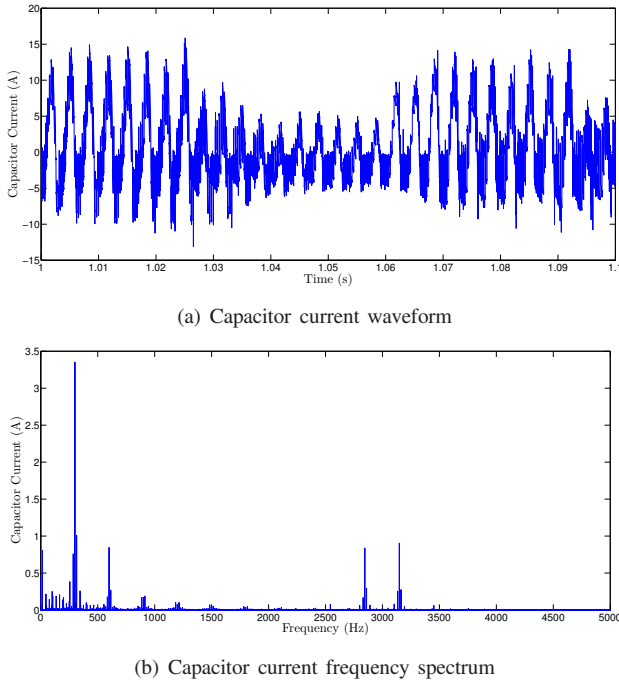 20
15
10
5
0
−5
−10
−15
Capacitor Current (A)
1 1.01 1.02 1.03 1.04 1.05 1.06 1.07 1.08 1.09 1.1
Time (s)
(a) Capacitor current waveform
3.5
3
2.5
2
1.5
1
0.5
0
Capacitor Current (A)
0 500 1000 1500 2000 2500 3000 3500 4000 4500 5000
Frequency (Hz)
(b) Capacitor current frequency spectrum